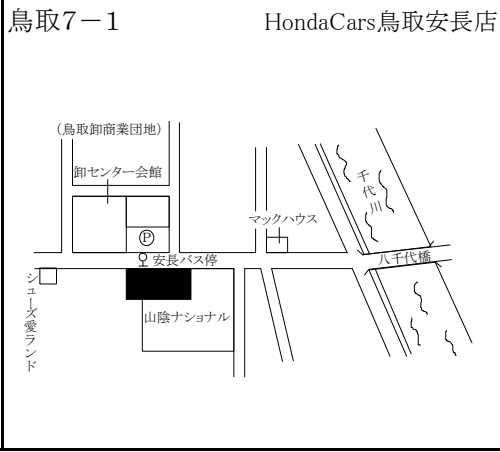 鳥取7-1
HondaCars鳥取安長店
(鳥取卸商業団地)
卸センター会館
マックハウス
千代川
Ⓟ
安長バス停
八千代橋
シューズ愛ランド
山陰ナショナル